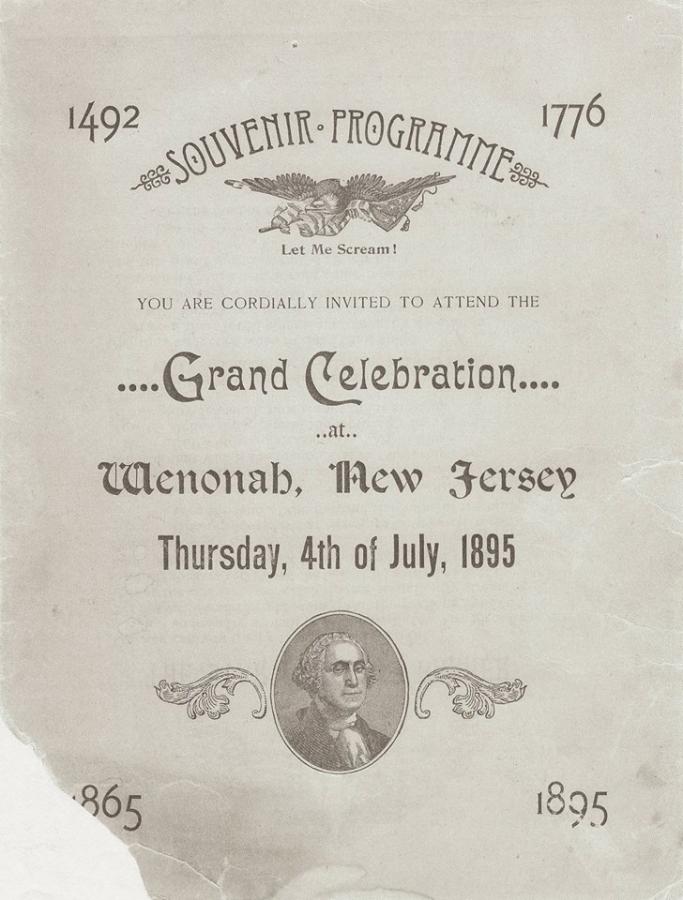 1492
1776
SOUVENIR · PROGRAMME
Let Me Scream!
YOU ARE CORDIALLY INVITED TO ATTEND THE
....Grand Celebration....
..at..
Wenonah, New Jersey
Thursday, 4th of July, 1895
1865
1895